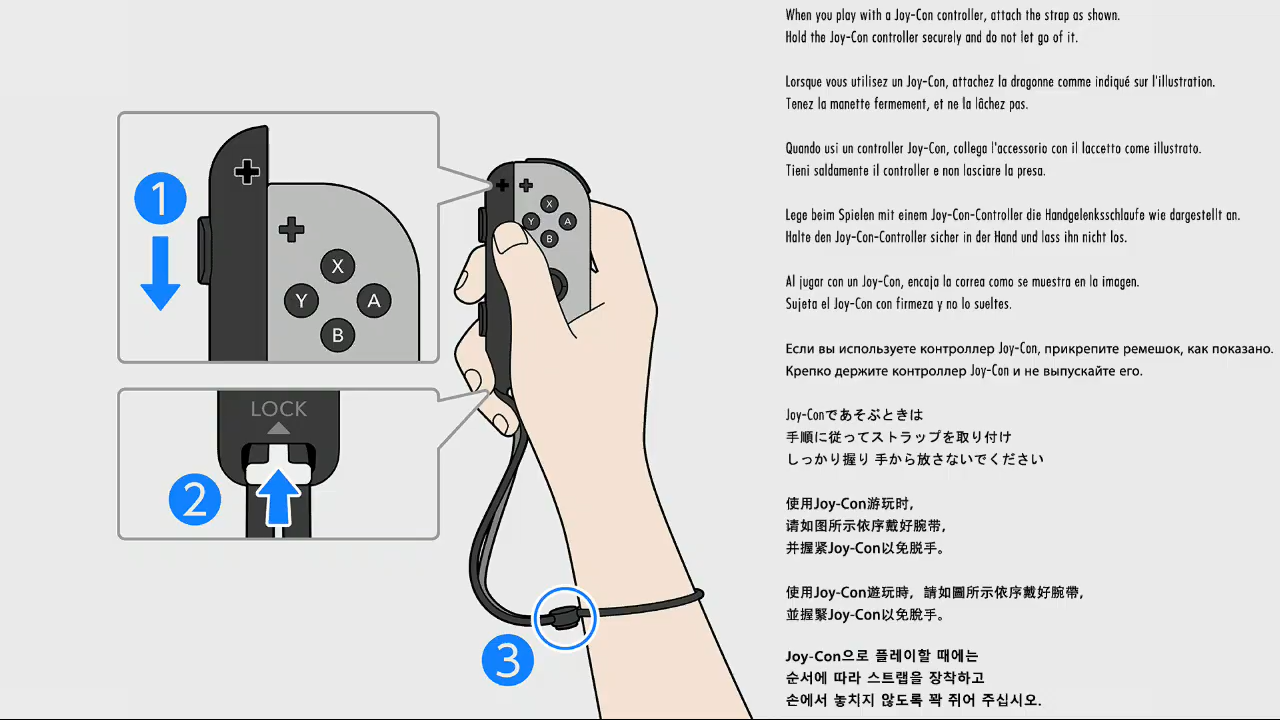 1
X
Y
A
B
LOCK
2
X
Y
A
B
3
When you play with a Joy-Con controller, attach the strap as shown.
Hold the Joy-Con controller securely and do not let go of it.
Lorsque vous utilisez un Joy-Con, attachez la dragonne comme indiqué sur l'illustration.
Tenez la manette fermement, et ne la lâchez pas.
Quando usi un controller Joy-Con, collega l'accessorio con il laccetto come illustrato.
Tieni saldamente il controller e non lasciare la presa.
Lege beim Spielen mit einem Joy-Con-Controller die Handgelenksschlaufe wie dargestellt an.
Halte den Joy-Con-Controller sicher in der Hand und lass ihn nicht los.
Al jugar con un Joy-Con, encaja la correa como se muestra en la imagen.
Sujeta el Joy-Con con firmeza y no lo sueltes.
Если вы используете контроллер Joy-Con, прикрепите ремешок, как показано.
Крепко держите контроллер Joy-Con и не выпускайте его.
Joy-Conであそぶときは
手順に従ってストラップを取り付け
しっかり握り 手から放さないでください
使用Joy-Con游玩时,
请如图所示依序戴好腕带,
并握紧Joy-Con以免脱手。
使用Joy-Con遊玩時, 請如圖所示依序戴好腕帶,
並握緊Joy-Con以免脫手。
Joy-Con으로 플레이할 때에는
순서에 따라 스트랩을 장착하고
손에서 놓치지 않도록 꽉 쥐어 주십시오.